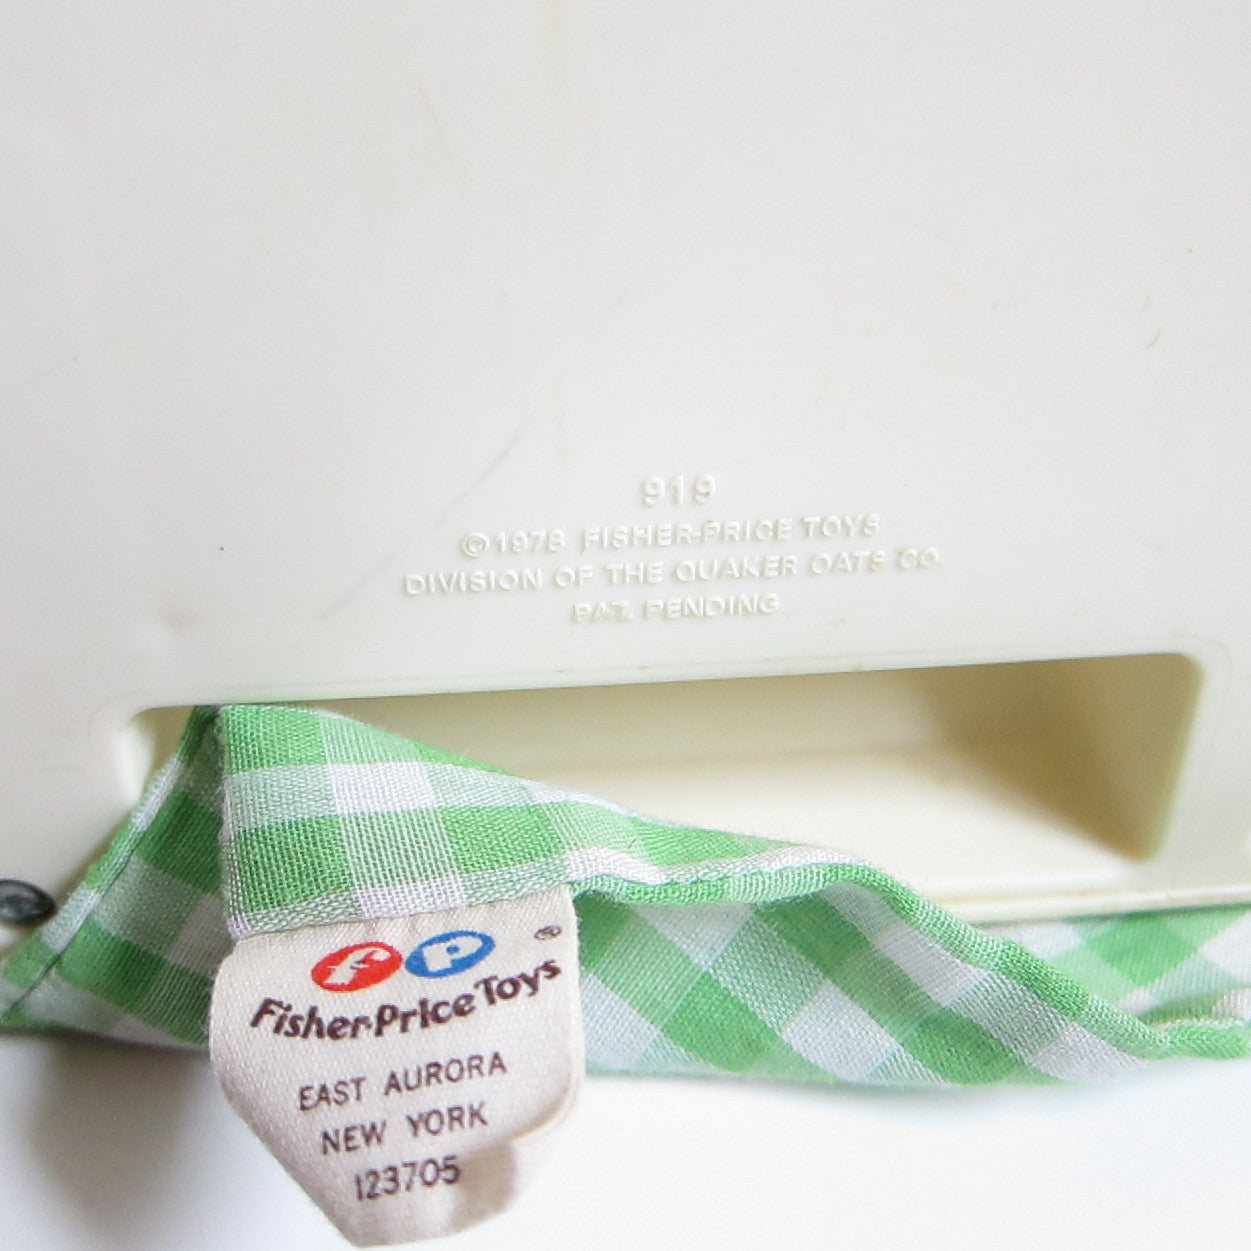 919
©1978 FISHER-PRICE TOYS
DIVISION OF THE QUAKER OATS CO.
PAT. PENDING
fp ®
Fisher-Price Toys
EAST AURORA
NEW YORK
123705